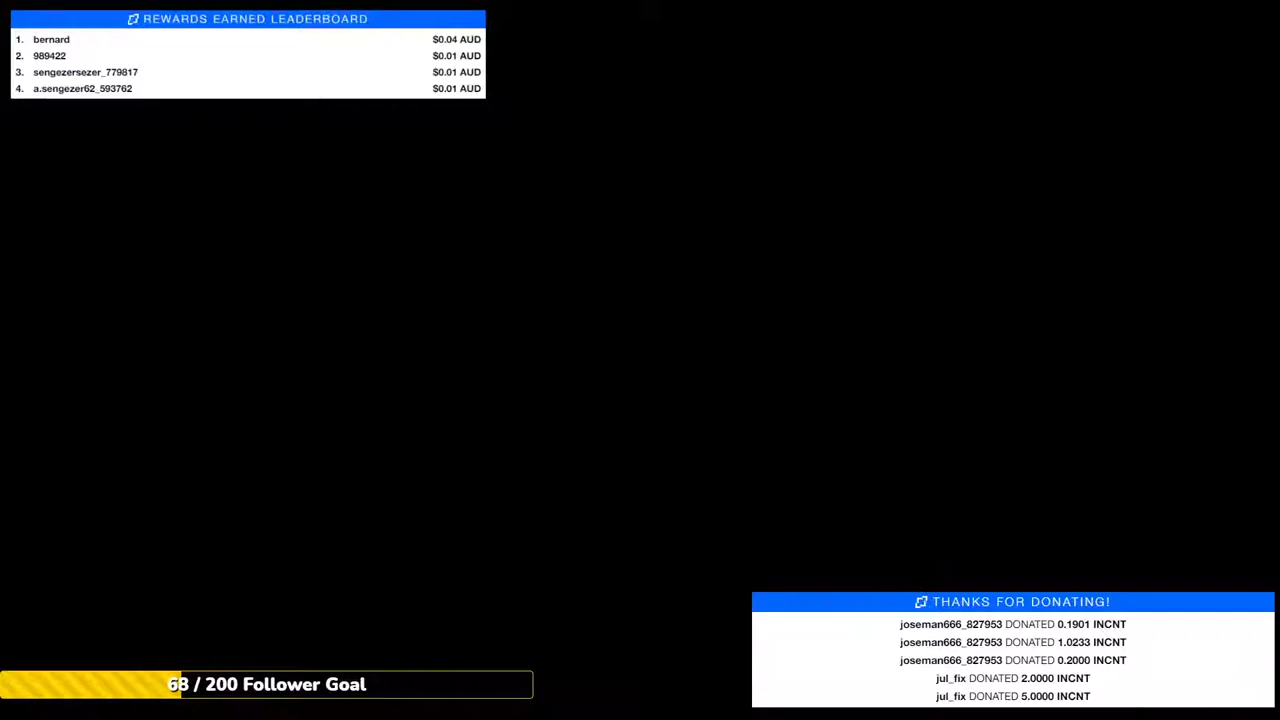 REWARDS EARNED LEADERBOARD
1. bernard $0.04 AUD
2. 989422 $0.01 AUD
3. sengezersezer_779817 $0.01 AUD
4. a.sengezer62_593762 $0.01 AUD
THANKS FOR DONATING!
joseman666_827953 DONATED 0.1901 INCNT
joseman666_827953 DONATED 1.0233 INCNT
joseman666_827953 DONATED 0.2000 INCNT
jul_fix DONATED 2.0000 INCNT
jul_fix DONATED 5.0000 INCNT
68 / 200 Follower Goal